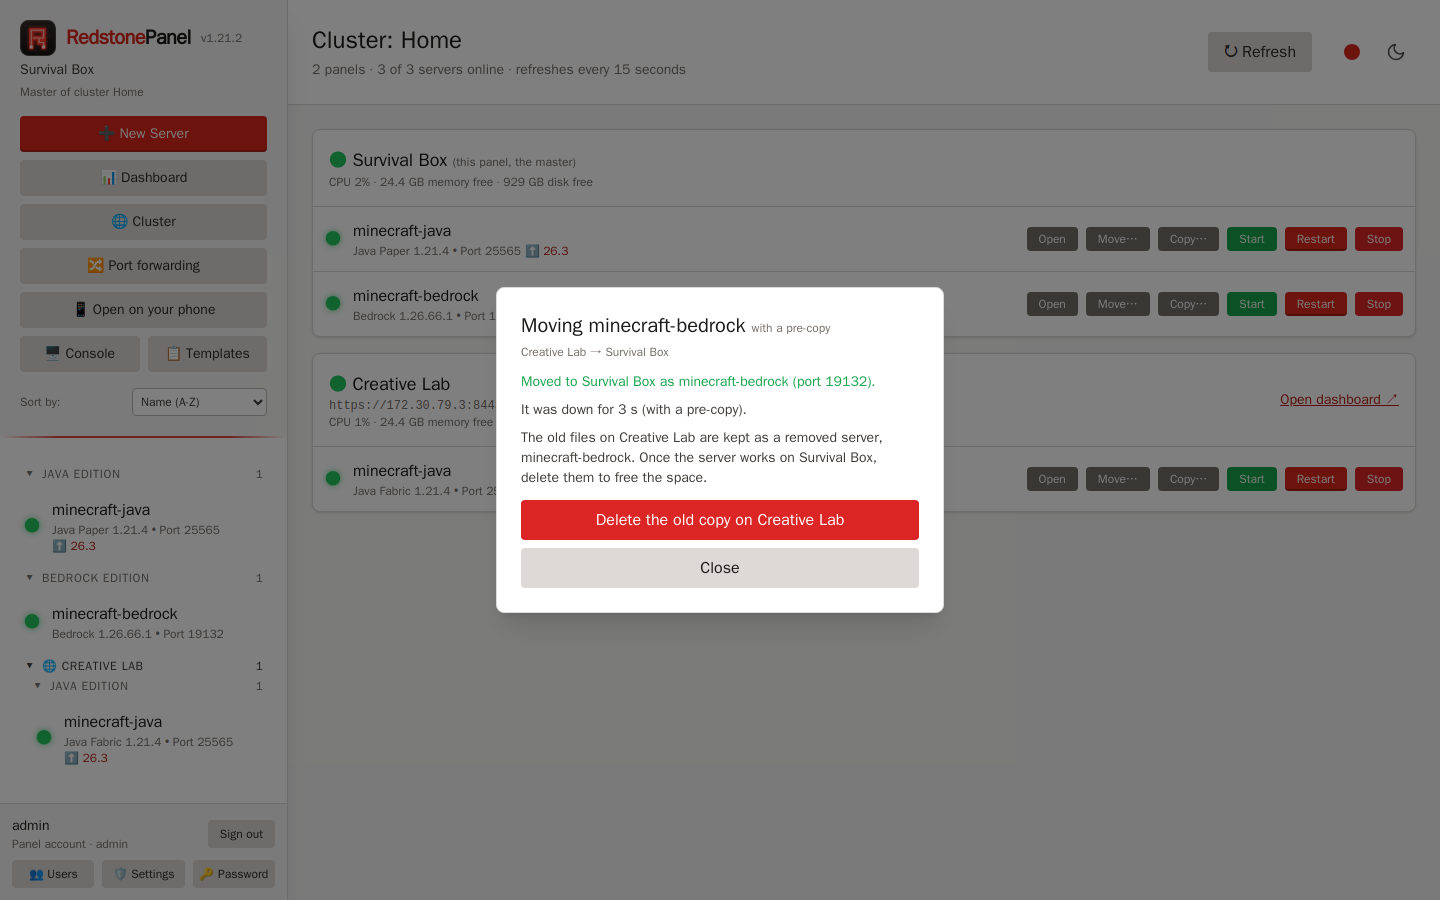 RedstonePanel v1.21.2
Survival Box
Master of cluster Home
➕ New Server
📊 Dashboard
🌐 Cluster
🔀 Port forwarding
📱 Open on your phone
🖥️ Console
📋 Templates
Sort by:
Name (A-Z)
▼ JAVA EDITION 1
minecraft-java
Java Paper 1.21.4 • Port 25565
⬆️ 26.3
▼ BEDROCK EDITION 1
minecraft-bedrock
Bedrock 1.26.66.1 • Port 19132
▼ 🌐 CREATIVE LAB 1
▼ JAVA EDITION 1
minecraft-java
Java Fabric 1.21.4 • Port 25565
⬆️ 26.3
admin
Panel account · admin
Sign out
👥 Users
🛡️ Settings
🔑 Password
Cluster: Home
2 panels · 3 of 3 servers online · refreshes every 15 seconds
↻ Refresh
Survival Box (this panel, the master)
CPU 2% · 24.4 GB memory free · 929 GB disk free
minecraft-java
Java Paper 1.21.4 • Port 25565 ⬆️ 26.3
Open Move… Copy… Start Restart Stop
minecraft-bedrock
Bedrock 1.26.66.1 • Port 1
Open Move… Copy… Start Restart Stop
Creative Lab
https://172.30.79.3:844
CPU 1% · 24.4 GB memory free
Open dashboard ↗
minecraft-java
Java Fabric 1.21.4 • Port 25
Open Move… Copy… Start Restart Stop
Moving minecraft-bedrock with a pre-copy
Creative Lab → Survival Box
Moved to Survival Box as minecraft-bedrock (port 19132).
It was down for 3 s (with a pre-copy).
The old files on Creative Lab are kept as a removed server,
minecraft-bedrock. Once the server works on Survival Box,
delete them to free the space.
Delete the old copy on Creative Lab
Close